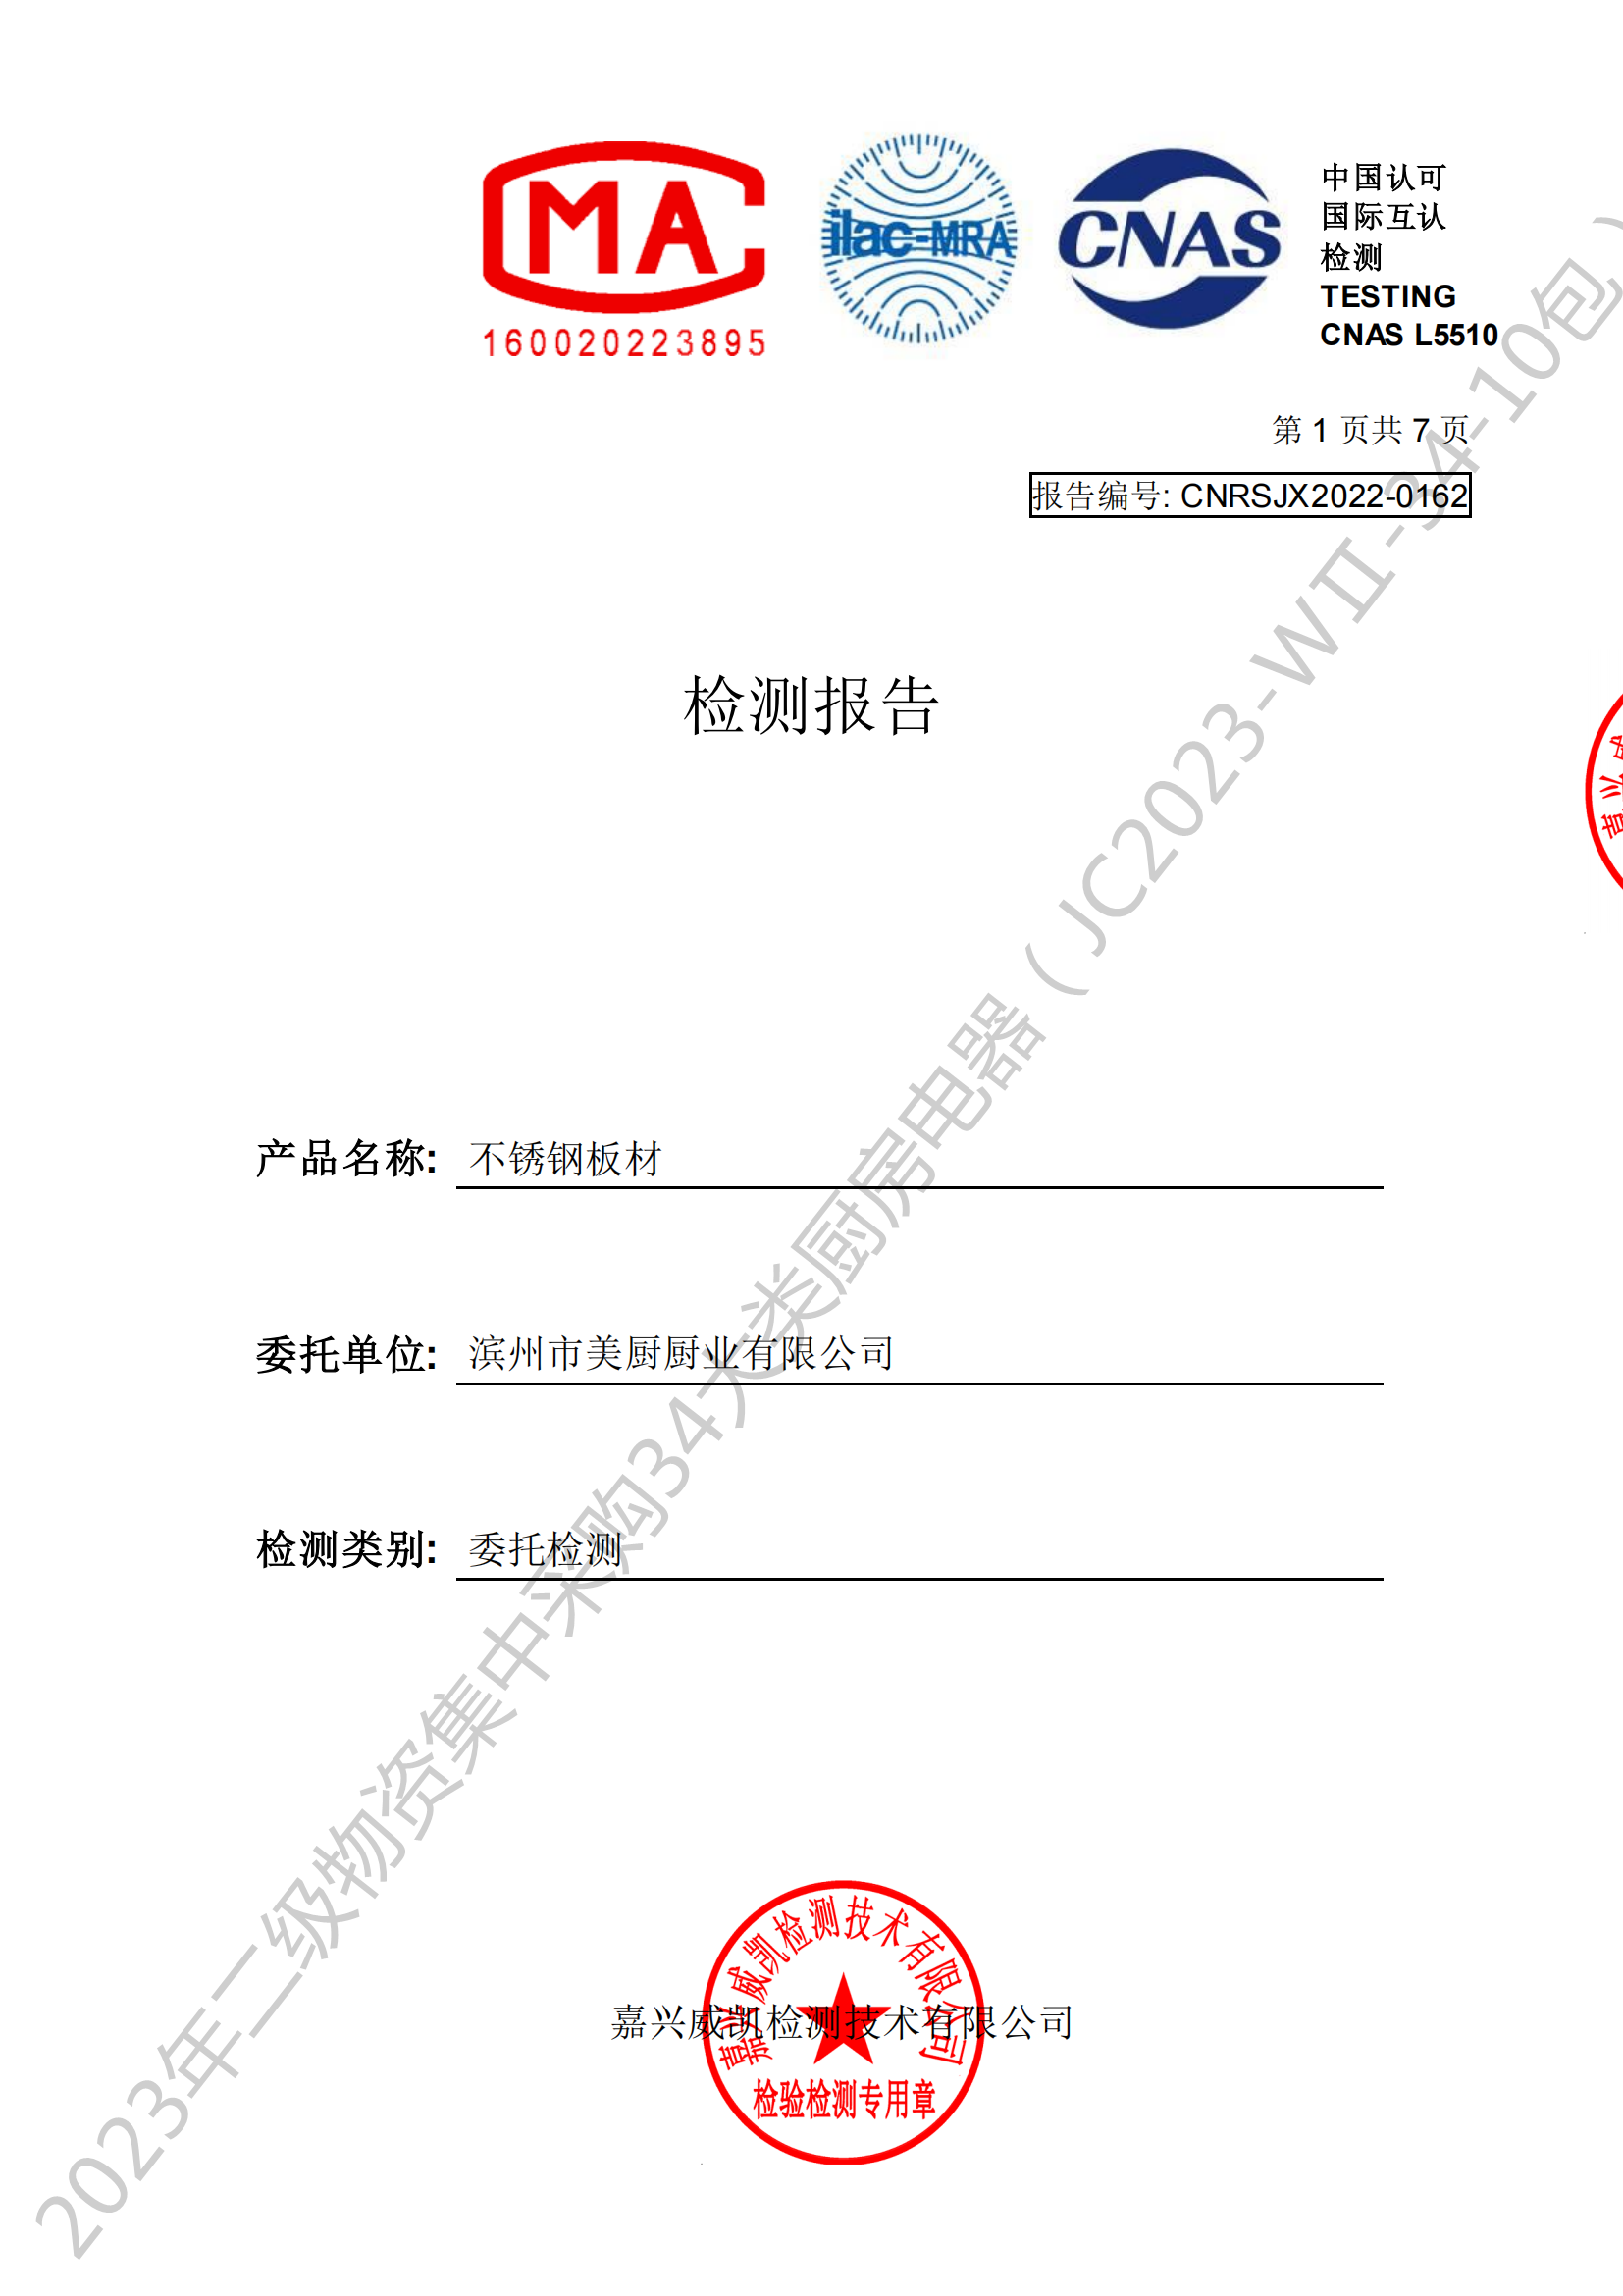 MA
160020223895
ilac-MRA
CNAS
中国认可
国际互认
检测
TESTING
CNAS L5510
第 1 页共 7 页
报告编号: CNRSJX2022-0162
检测报告
产品名称: 不锈钢板材
委托单位: 滨州市美厨厨业有限公司
检测类别: 委托检测
嘉兴威凯检测技术有限公司
嘉兴威凯检测技术有限公司
检验检测专用章
2023年二级物资集中采购34大类厨房电器（JC2023-WⅡ-34-10包）
嘉兴